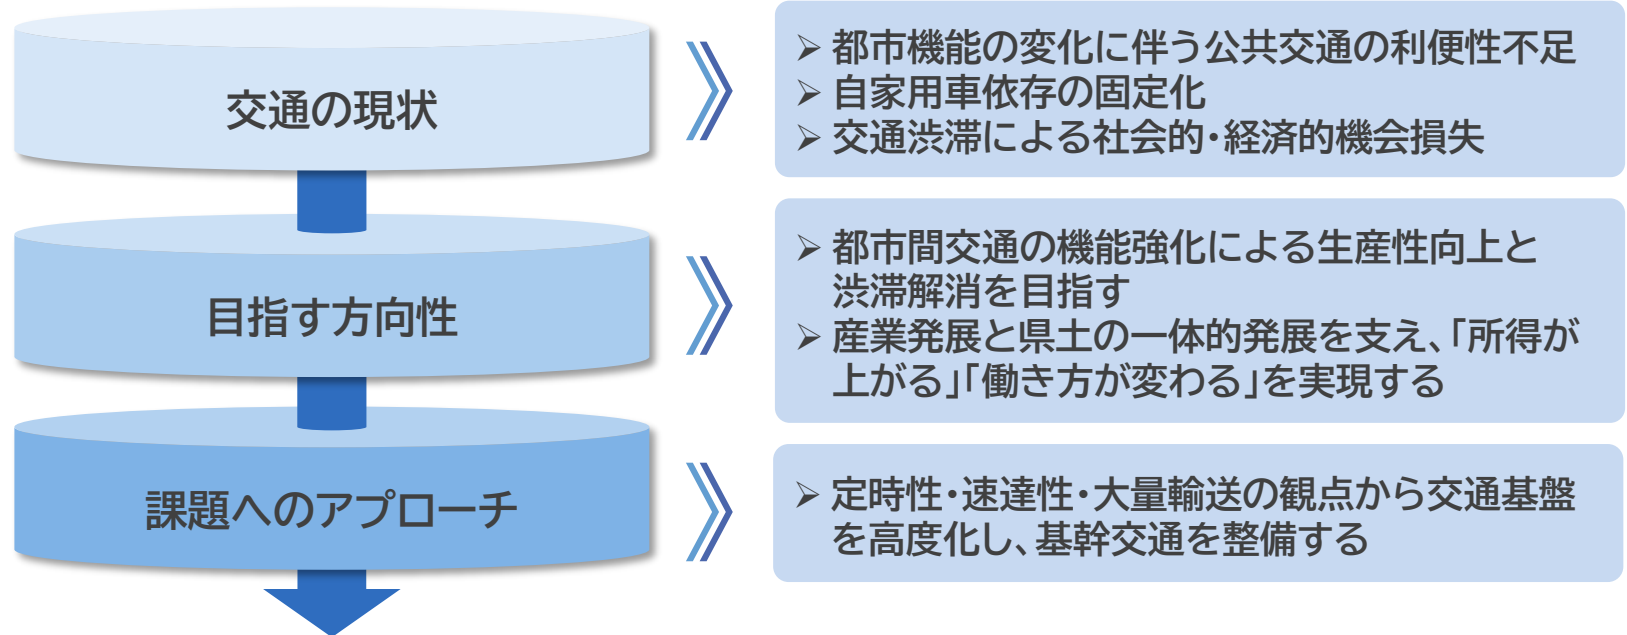 交通の現状
➢ 都市機能の変化に伴う公共交通の利便性不足
➢ 自家用車依存の固定化
➢ 交通渋滞による社会的・経済的機会損失
目指す方向性
➢ 都市間交通の機能強化による生産性向上と
渋滞解消を目指す
➢ 産業発展と県土の一体的発展を支え、「所得が
上がる」「働き方が変わる」を実現する
課題へのアプローチ
➢ 定時性・速達性・大量輸送の観点から交通基盤
を高度化し、基幹交通を整備する